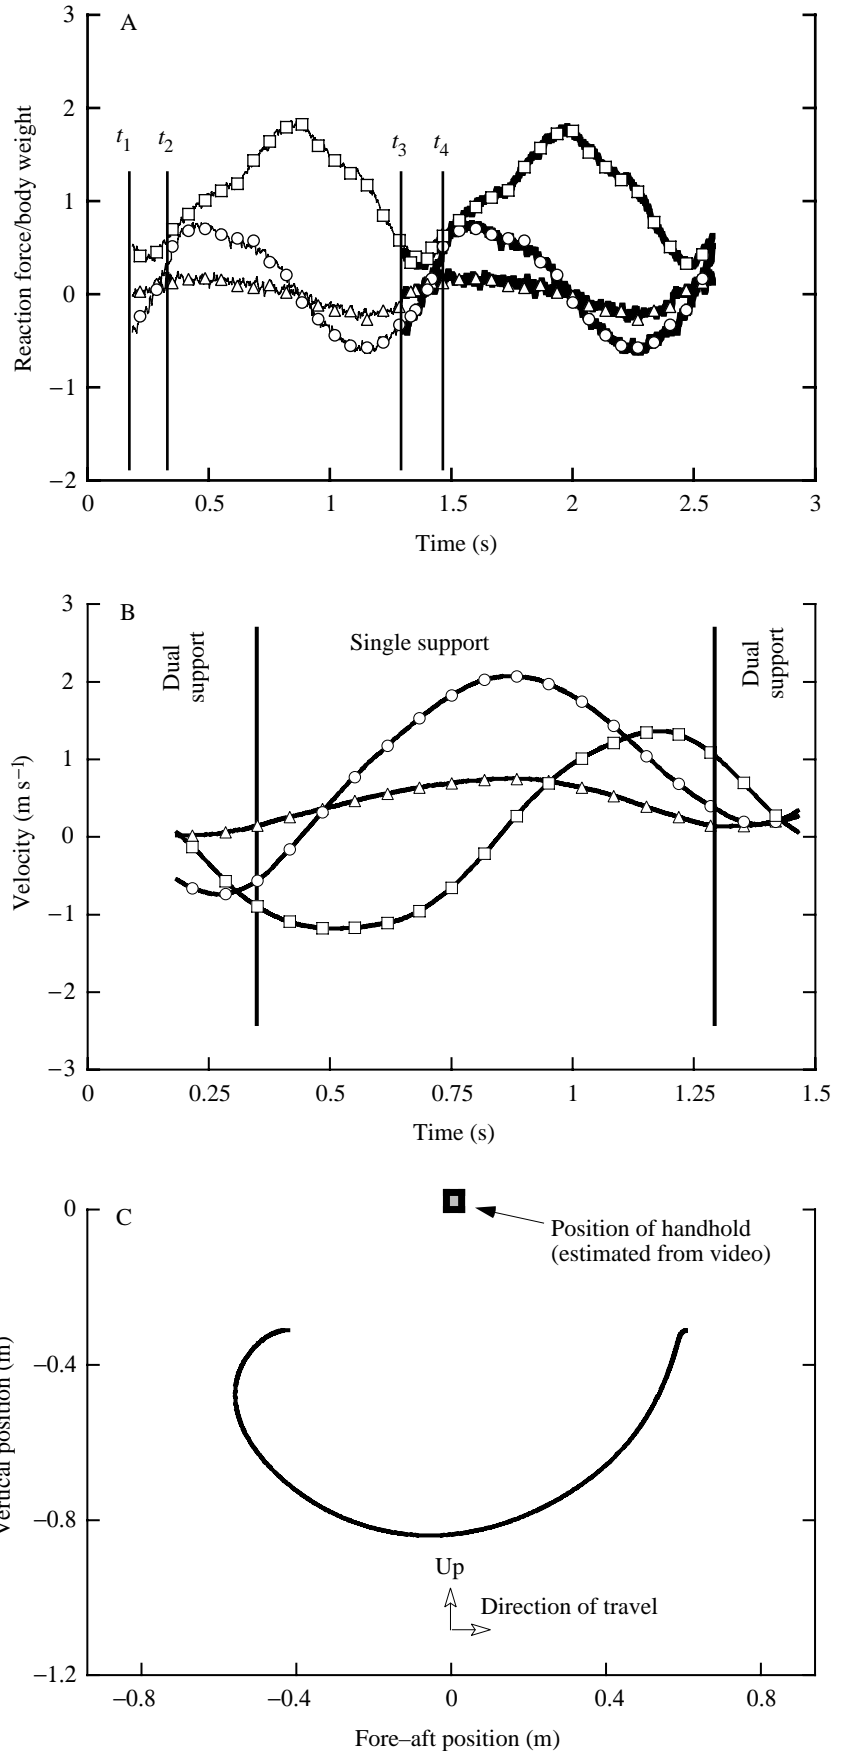 A
3
2
1
0
−1
−2
Reaction force/body weight
t1
t2
t3
t4
0
0.5
1
1.5
2
2.5
3
Time (s)
B
3
2
1
0
−1
−2
−3
Velocity (m s−1)
Dual
support
Single support
Dual
support
0
0.25
0.5
0.75
1
1.25
1.5
Time (s)
C
0
−0.4
−0.8
−1.2
Vertical position (m)
Position of handhold
(estimated from video)
Up
Direction of travel
−0.8
−0.4
0
0.4
0.8
Fore–aft position (m)